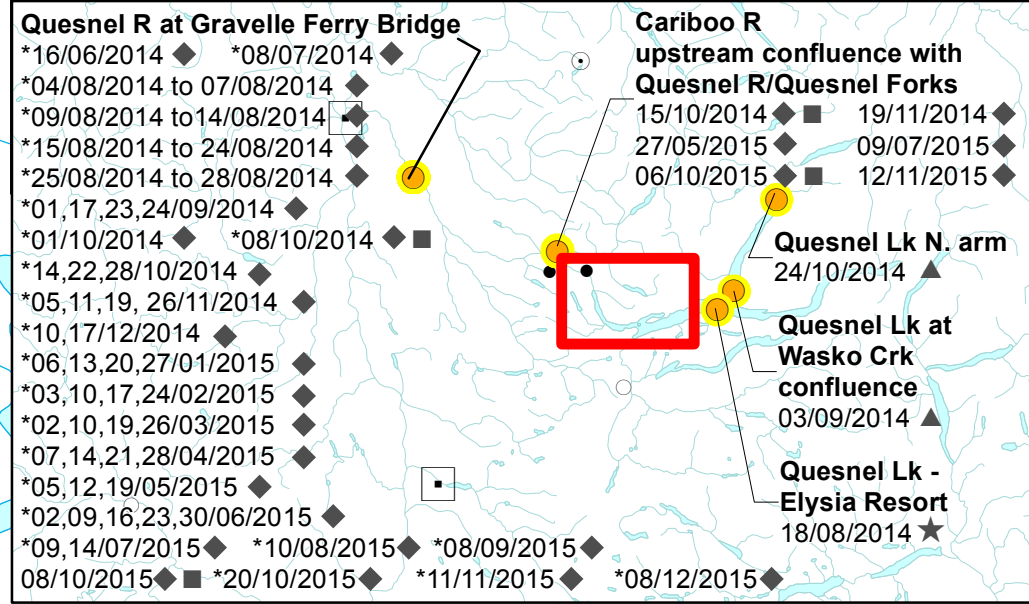 Quesnel R at Gravelle Ferry Bridge
*16/06/2014 *08/07/2014
*04/08/2014 to 07/08/2014
*09/08/2014 to14/08/2014
*15/08/2014 to 24/08/2014
*25/08/2014 to 28/08/2014
*01,17,23,24/09/2014
*01/10/2014 *08/10/2014
*14,22,28/10/2014
*05,11,19, 26/11/2014
*10,17/12/2014
*06,13,20,27/01/2015
*03,10,17,24/02/2015
*02,10,19,26/03/2015
*07,14,21,28/04/2015
*05,12,19/05/2015
*02,09,16,23,30/06/2015
*09,14/07/2015 *10/08/2015 *08/09/2015
08/10/2015 *20/10/2015 *11/11/2015 *08/12/2015
Cariboo R
upstream confluence with
Quesnel R/Quesnel Forks
15/10/2014 19/11/2014
27/05/2015 09/07/2015
06/10/2015 12/11/2015
Quesnel Lk N. arm
24/10/2014
Quesnel Lk at
Wasko Crk
confluence
03/09/2014
Quesnel Lk -
Elysia Resort
18/08/2014